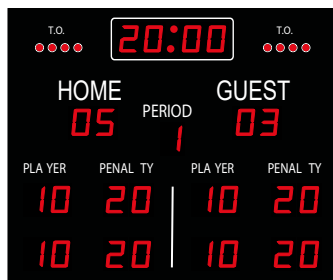 T.O. 20:00 T.O.
HOME GUEST
05 PERIOD 03
1
PLA YER PENAL TY PLA YER PENAL TY
10 20 10 20
10 20 10 20